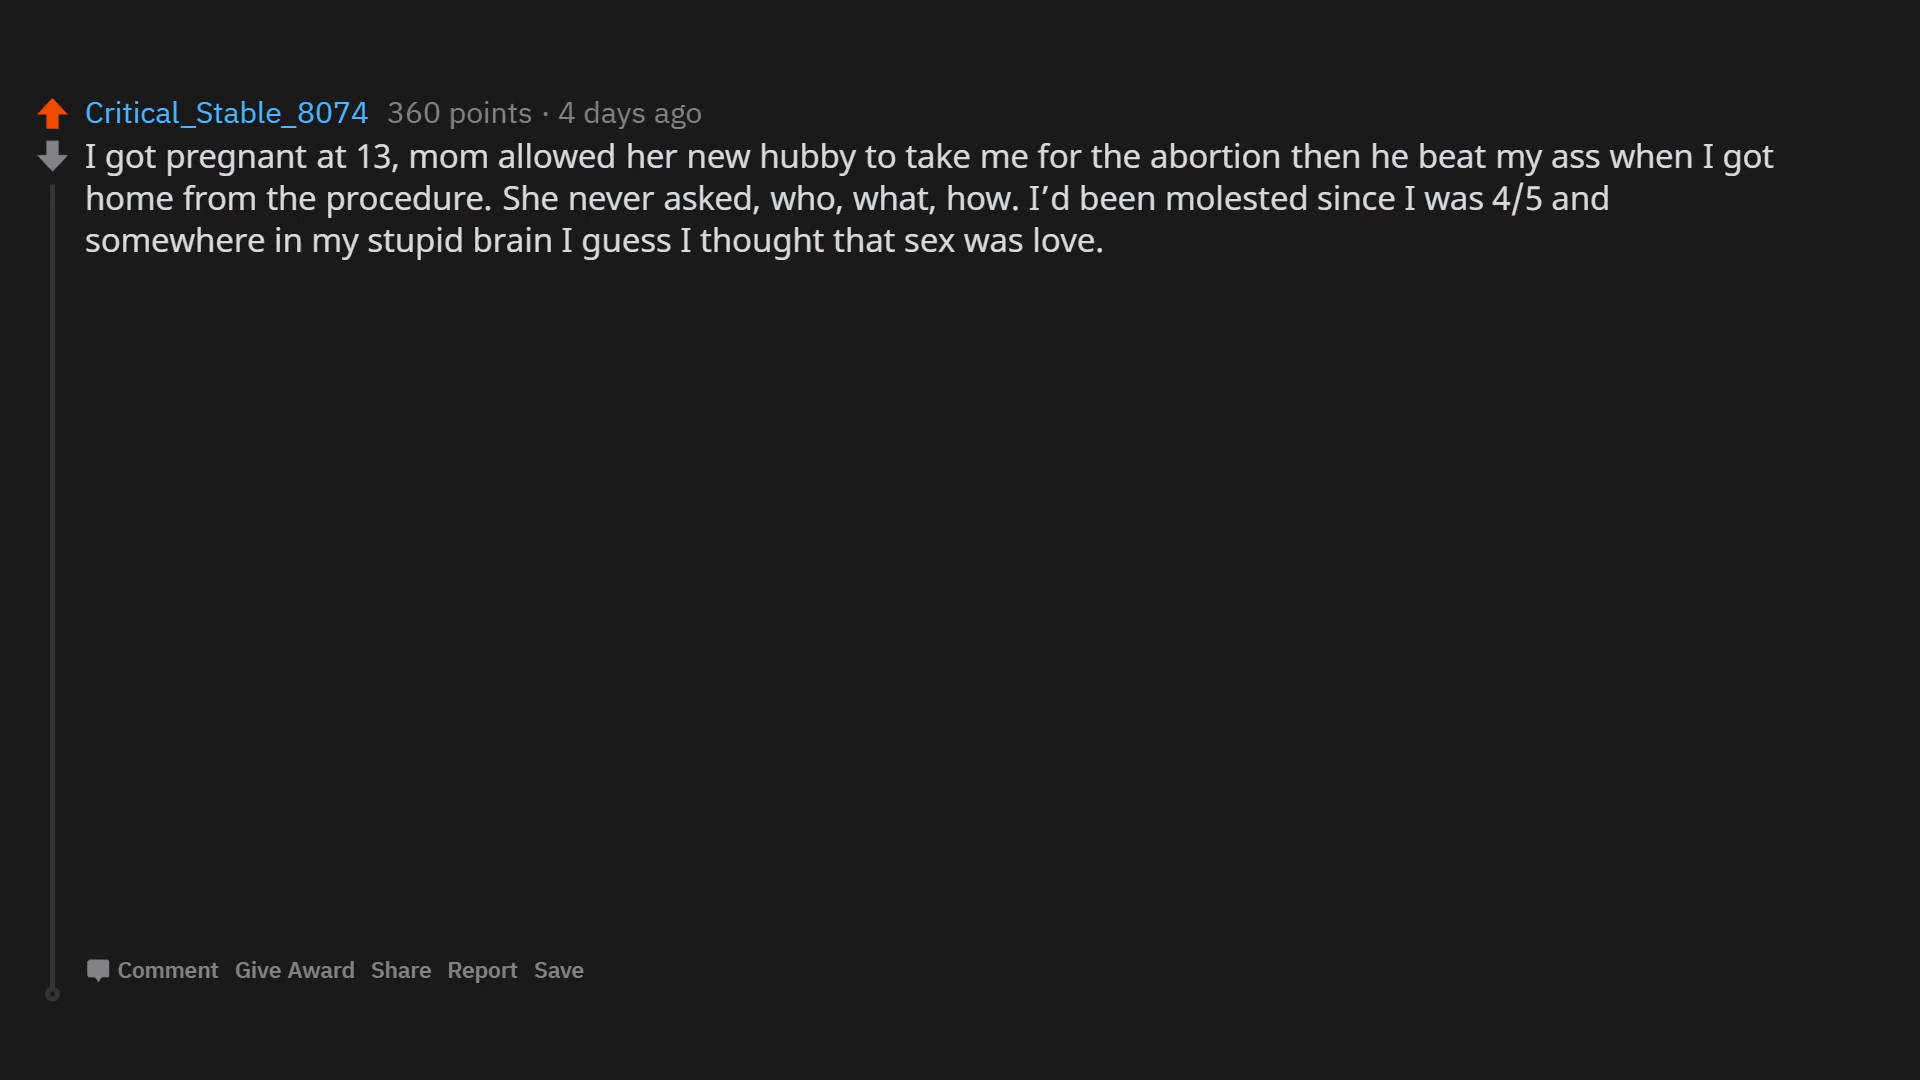 Critical_Stable_8074 360 points · 4 days ago
I got pregnant at 13, mom allowed her new hubby to take me for the abortion then he beat my ass when I got
home from the procedure. She never asked, who, what, how. I’d been molested since I was 4/5 and
somewhere in my stupid brain I guess I thought that sex was love.
Comment Give Award Share Report Save